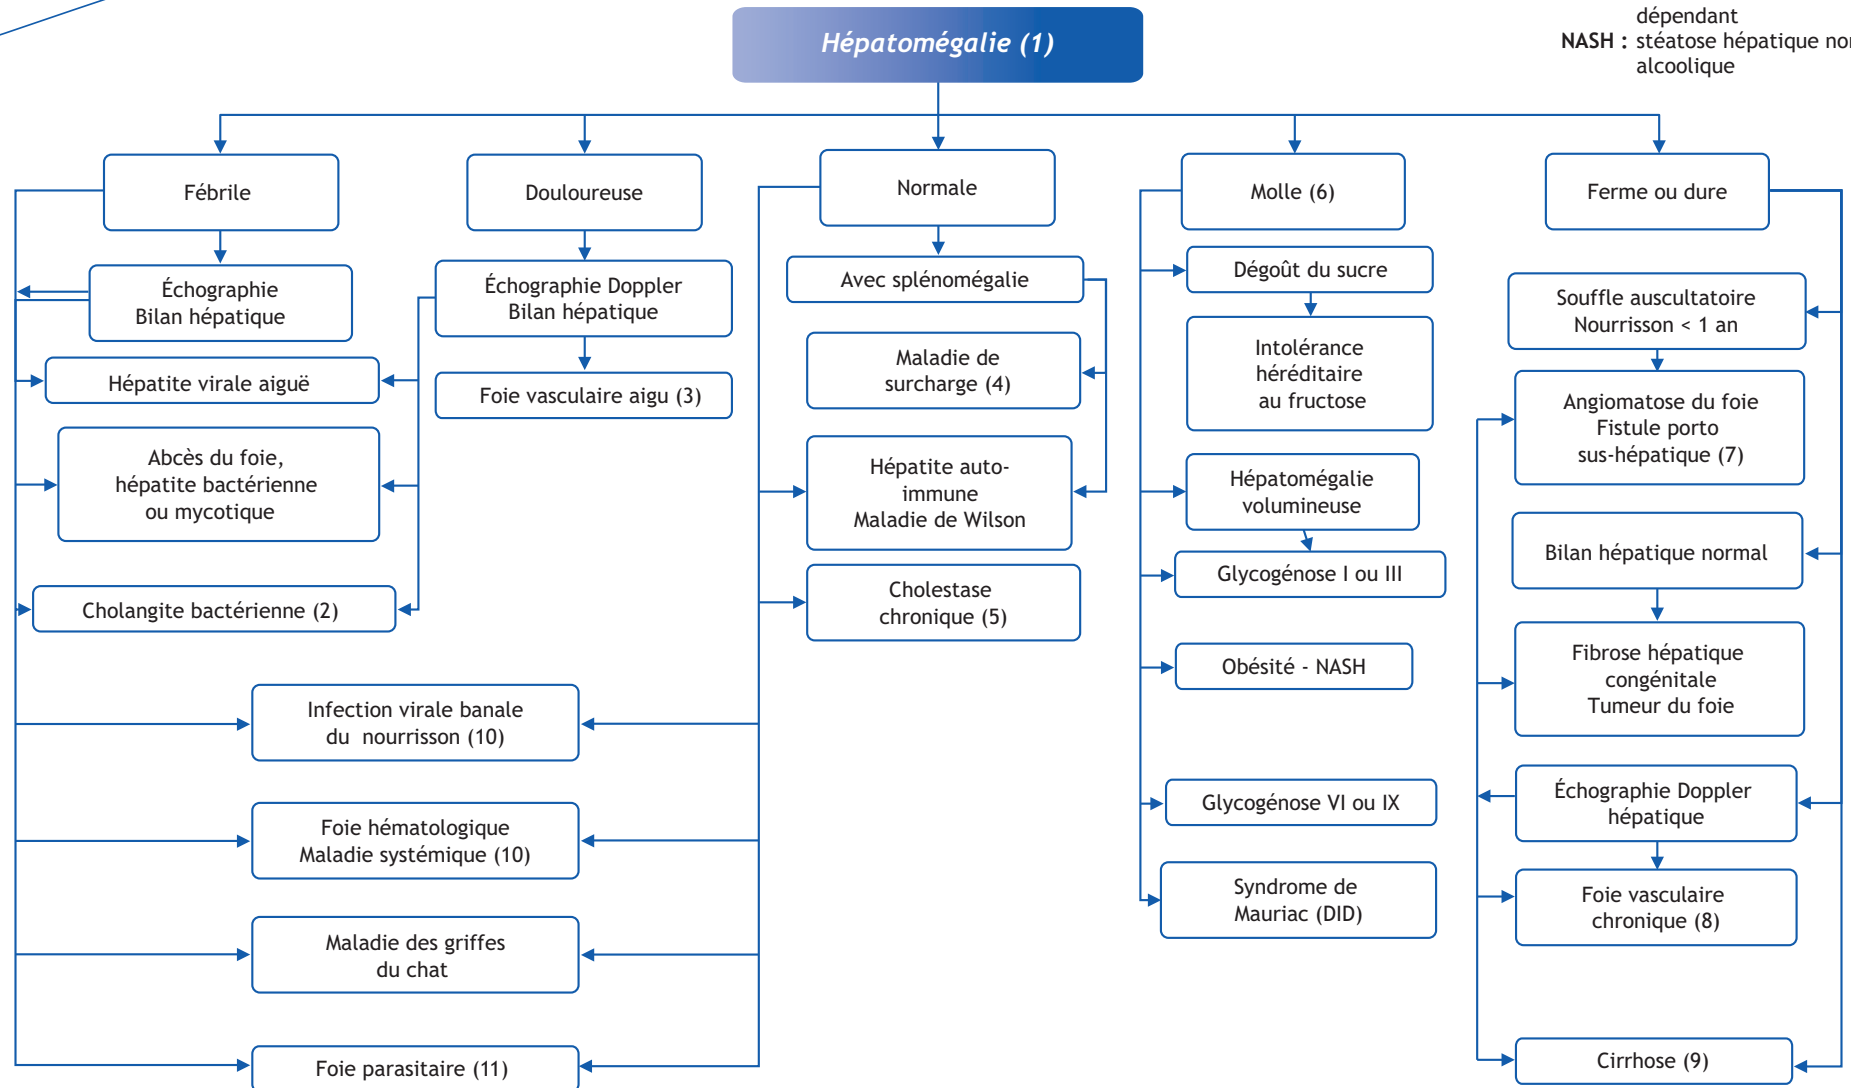 dépendant
NASH : stéatose hépatique non
alcoolique
Hépatomégalie (1)
Fébrile
Douloureuse
Normale
Molle (6)
Ferme ou dure
Échographie
Bilan hépatique
Échographie Doppler
Bilan hépatique
Avec splénomégalie
Dégoût du sucre
Souffle auscultatoire
Nourrisson < 1 an
Hépatite virale aiguë
Foie vasculaire aigu (3)
Maladie de
surcharge (4)
Intolérance
héréditaire
au fructose
Angiomatose du foie
Fistule porto
sus-hépatique (7)
Abcès du foie,
hépatite bactérienne
ou mycotique
Hépatite auto-
immune
Maladie de Wilson
Hépatomégalie
volumineuse
Bilan hépatique normal
Cholangite bactérienne (2)
Cholestase
chronique (5)
Glycogénose I ou III
Fibrose hépatique
congénitale
Tumeur du foie
Obésité - NASH
Infection virale banale
du nourrisson (10)
Glycogénose VI ou IX
Échographie Doppler
hépatique
Foie hématologique
Maladie systémique (10)
Syndrome de
Mauriac (DID)
Foie vasculaire
chronique (8)
Maladie des griffes
du chat
Foie parasitaire (11)
Cirrhose (9)